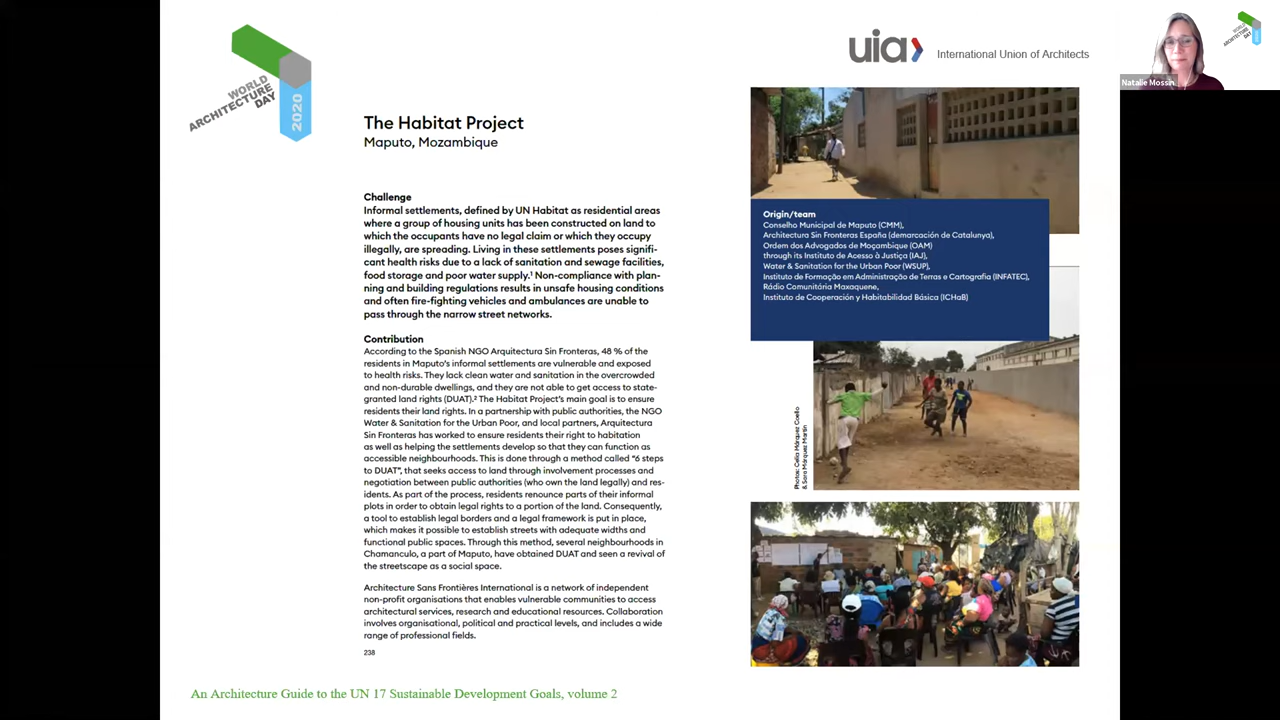 WORLD
ARCHITECTURE
DAY
2020
uia
International Union of Architects
WORLD
ARCHITECTURE
DAY
Natalie Mossin
The Habitat Project
Maputo, Mozambique
Challenge
Informal settlements, defined by UN Habitat as residential areas
where a group of housing units has been constructed on land to
which the occupants have no legal claim or which they occupy
illegally, are spreading. Living in these settlements poses signifi-
cant health risks due to a lack of sanitation and sewage facilities,
food storage and poor water supply.¹ Non-compliance with plan-
ning and building regulations results in unsafe housing conditions
and often fire-fighting vehicles and ambulances are unable to
pass through the narrow street networks.
Contribution
According to the Spanish NGO Arquitectura Sin Fronteras, 48 % of the
residents in Maputo's informal settlements are vulnerable and exposed
to health risks. They lack clean water and sanitation in the overcrowded
and non-durable dwellings, and they are not able to get access to state-
granted land rights (DUAT).² The Habitat Project's main goal is to ensure
residents their land rights. In a partnership with public authorities, the NGO
Water & Sanitation for the Urban Poor, and local partners, Arquitectura
Sin Fronteras has worked to ensure residents their right to habitation
as well as helping the settlements develop so that they can function as
accessible neighbourhoods. This is done through a method called "6 steps
to DUAT", that seeks access to land through involvement processes and
negotiation between public authorities (who own the land legally) and res-
idents. As part of the process, residents renounce parts of their informal
plots in order to obtain legal rights to a portion of the land. Consequently,
a tool to establish legal borders and a legal framework is put in place,
which makes it possible to establish streets with adequate widths and
functional public spaces. Through this method, several neighbourhoods in
Chamanculo, a part of Maputo, have obtained DUAT and seen a revival of
the streetscape as a social space.
Architecture Sans Frontières International is a network of independent
non-profit organisations that enables vulnerable communities to access
architectural services, research and educational resources. Collaboration
involves organisational, political and practical levels, and includes a wide
range of professional fields.
238
Origin/team
Conselho Municipal de Maputo (CMM),
Architectura Sin Fronteras España (demarcación de Catalunya),
Ordem dos Advogados de Moçambique (OAM)
through its Instituto de Acesso à Justiça (IAJ),
Water & Sanitation for the Urban Poor (WSUP),
Instituto de Formação em Administração de Terras e Cartografia (INFATEC),
Rádio Comunitária Maxaquene,
Instituto de Cooperación y Habitabilidad Básica (ICHaB)
Photos: Celia Márquez Coello
& Sara Márquez Martín
An Architecture Guide to the UN 17 Sustainable Development Goals, volume 2